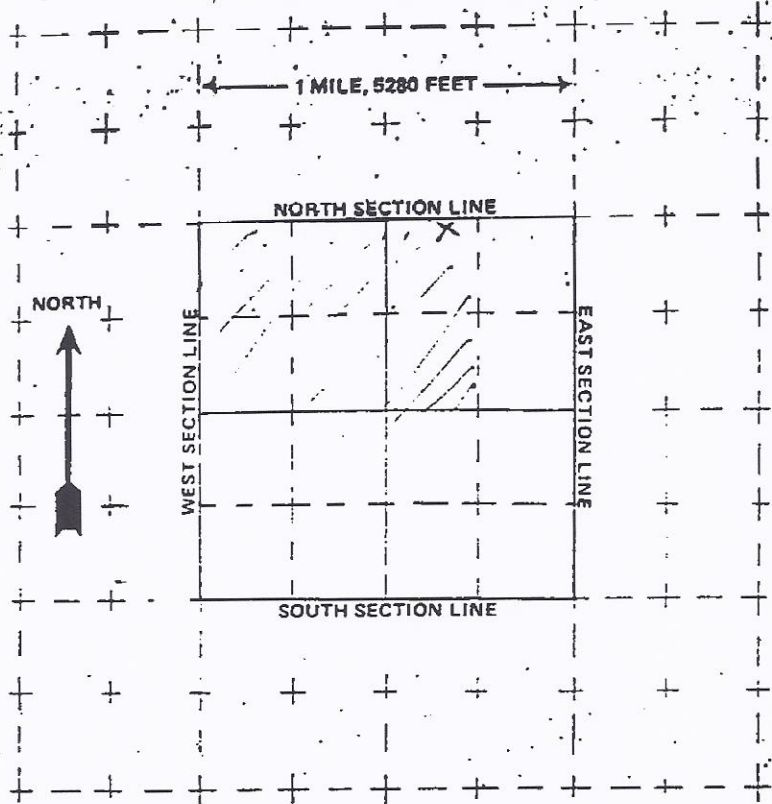 1 MILE, 5280 FEET
NORTH SECTION LINE
X
NORTH
WEST SECTION LINE
EAST SECTION LINE
SOUTH SECTION LINE